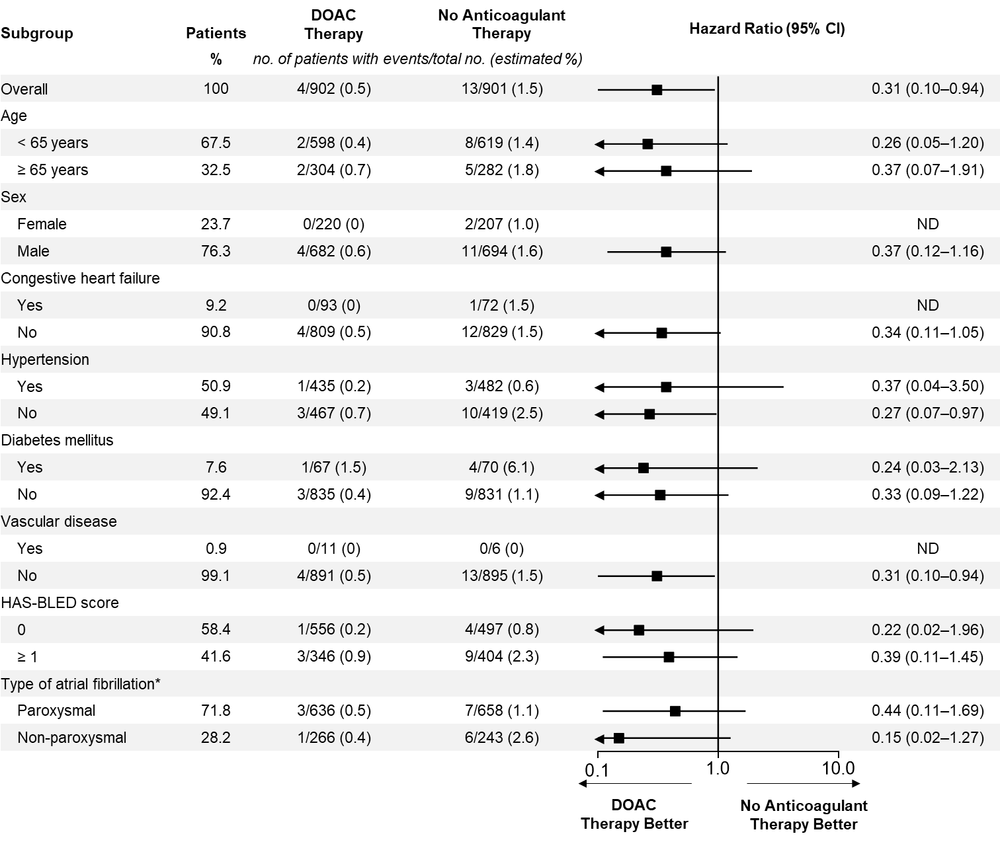 Subgroup Patients DOAC Therapy No Anticoagulant Therapy Hazard Ratio (95% CI)
% no. of patients with events/total no. (estimated %)
Overall 100 4/902 (0.5) 13/901 (1.5) 0.31 (0.10–0.94)
Age
< 65 years 67.5 2/598 (0.4) 8/619 (1.4) 0.26 (0.05–1.20)
≥ 65 years 32.5 2/304 (0.7) 5/282 (1.8) 0.37 (0.07–1.91)
Sex
Female 23.7 0/220 (0) 2/207 (1.0) ND
Male 76.3 4/682 (0.6) 11/694 (1.6) 0.37 (0.12–1.16)
Congestive heart failure
Yes 9.2 0/93 (0) 1/72 (1.5) ND
No 90.8 4/809 (0.5) 12/829 (1.5) 0.34 (0.11–1.05)
Hypertension
Yes 50.9 1/435 (0.2) 3/482 (0.6) 0.37 (0.04–3.50)
No 49.1 3/467 (0.7) 10/419 (2.5) 0.27 (0.07–0.97)
Diabetes mellitus
Yes 7.6 1/67 (1.5) 4/70 (6.1) 0.24 (0.03–2.13)
No 92.4 3/835 (0.4) 9/831 (1.1) 0.33 (0.09–1.22)
Vascular disease
Yes 0.9 0/11 (0) 0/6 (0) ND
No 99.1 4/891 (0.5) 13/895 (1.5) 0.31 (0.10–0.94)
HAS-BLED score
0 58.4 1/556 (0.2) 4/497 (0.8) 0.22 (0.02–1.96)
≥ 1 41.6 3/346 (0.9) 9/404 (2.3) 0.39 (0.11–1.45)
Type of atrial fibrillation*
Paroxysmal 71.8 3/636 (0.5) 7/658 (1.1) 0.44 (0.11–1.69)
Non-paroxysmal 28.2 1/266 (0.4) 6/243 (2.6) 0.15 (0.02–1.27)
0.1 1.0 10.0
DOAC No Anticoagulant
Therapy Better Therapy Better